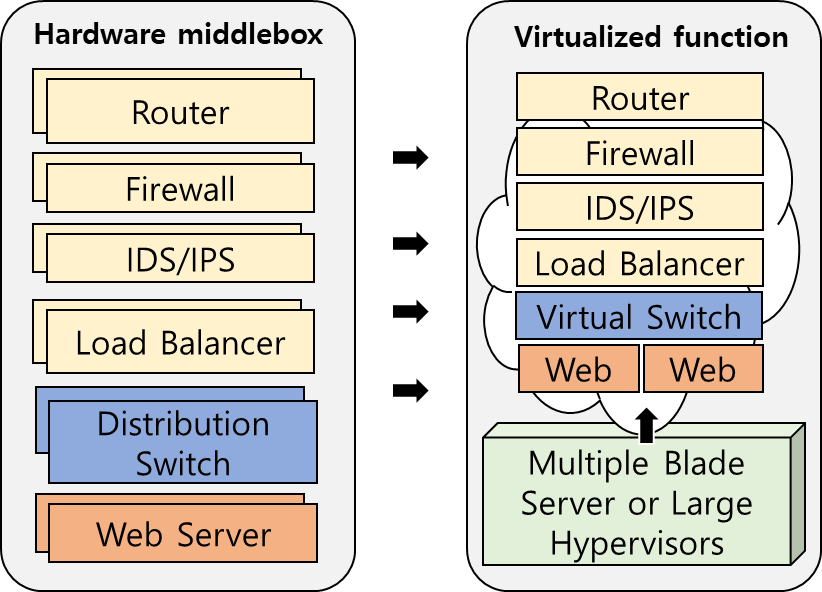 Hardware middlebox
Router
Firewall
IDS/IPS
Load Balancer
Distribution
Switch
Web Server
Virtualized function
Router
Firewall
IDS/IPS
Load Balancer
Virtual Switch
Web Web
Multiple Blade
Server or Large
Hypervisors